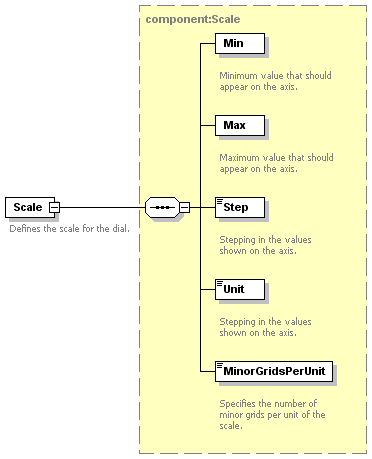 component:Scale
Min
Minimum value that should
appear on the axis.
Max
Maximum value that should
appear on the axis.
Scale
Defines the scale for the dial.
Step
Stepping in the values
shown on the axis.
Unit
Stepping in the values
shown on the axis.
MinorGridsPerUnit
Specifies the number of
minor grids per unit of the
scale.